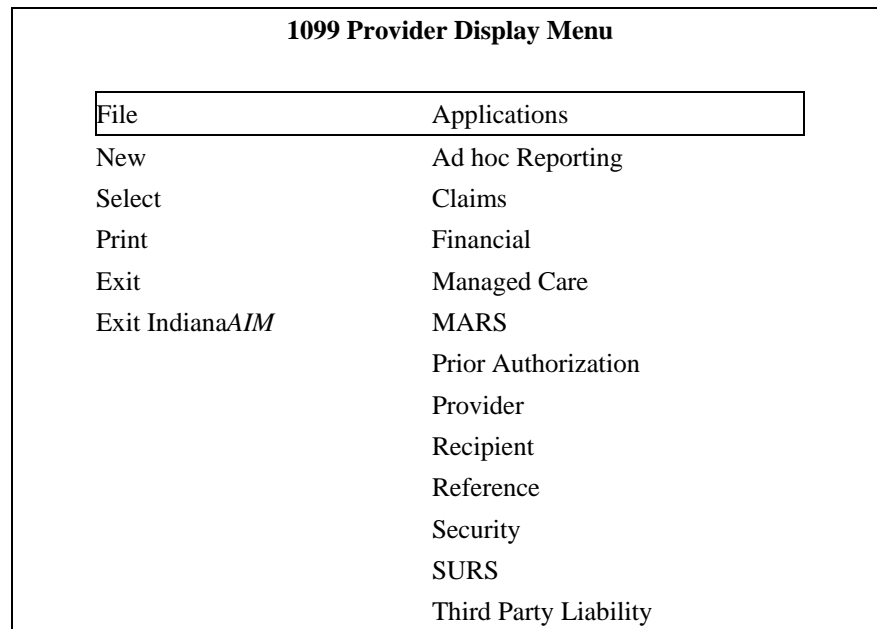 1099 Provider Display Menu
File Applications
New Ad hoc Reporting
Select Claims
Print Financial
Exit Managed Care
Exit IndianaAIM MARS
Prior Authorization
Provider
Recipient
Reference
Security
SURS
Third Party Liability